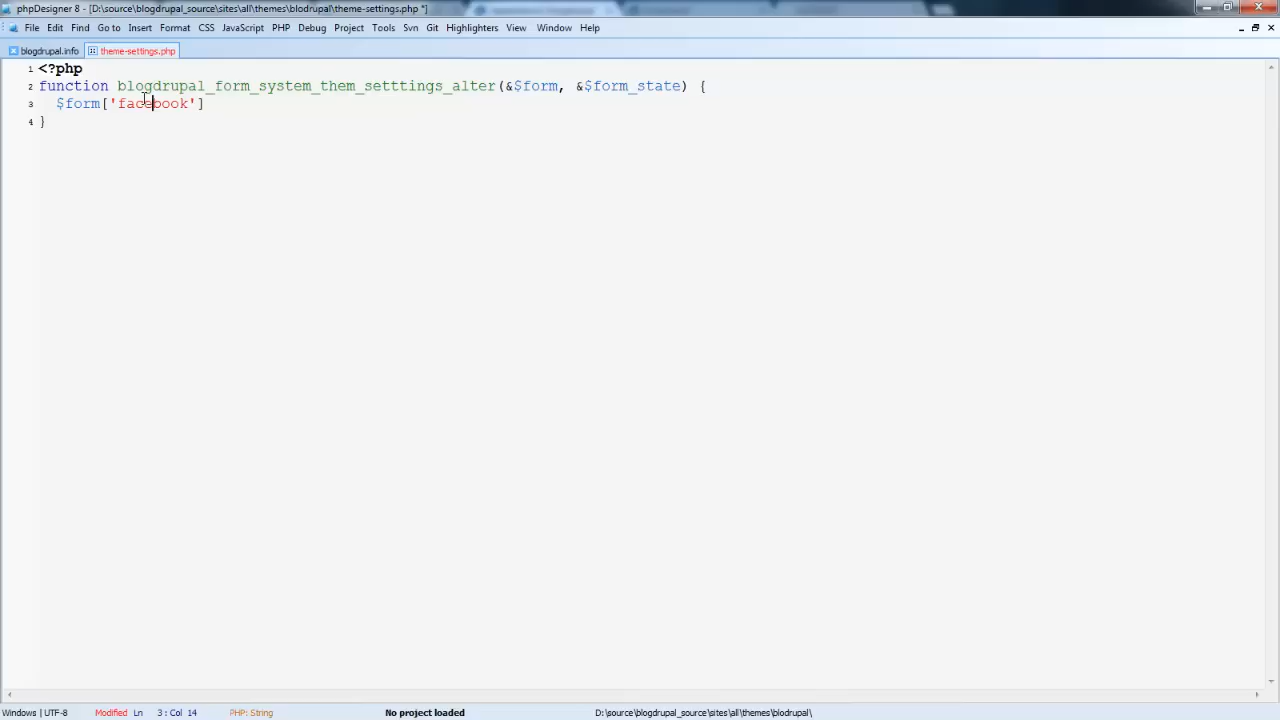 phpDesigner 8 - [D:\source\blogdrupal_source\sites\all\themes\blodrupal\theme-settings.php *]
File Edit Find Go to Insert Format CSS JavaScript PHP Debug Project Tools Svn Git Highlighters View Window Help
blogdrupal.info theme-settings.php
1 <?php
2 function blogdrupal_form_system_them_setttings_alter(&$form, &$form_state) {
3 $form['facebook']
4 }
Windows | UTF-8 Modified Ln 3 : Col 14 PHP: String No project loaded D:\source\blogdrupal_source\sites\all\themes\blodrupal\